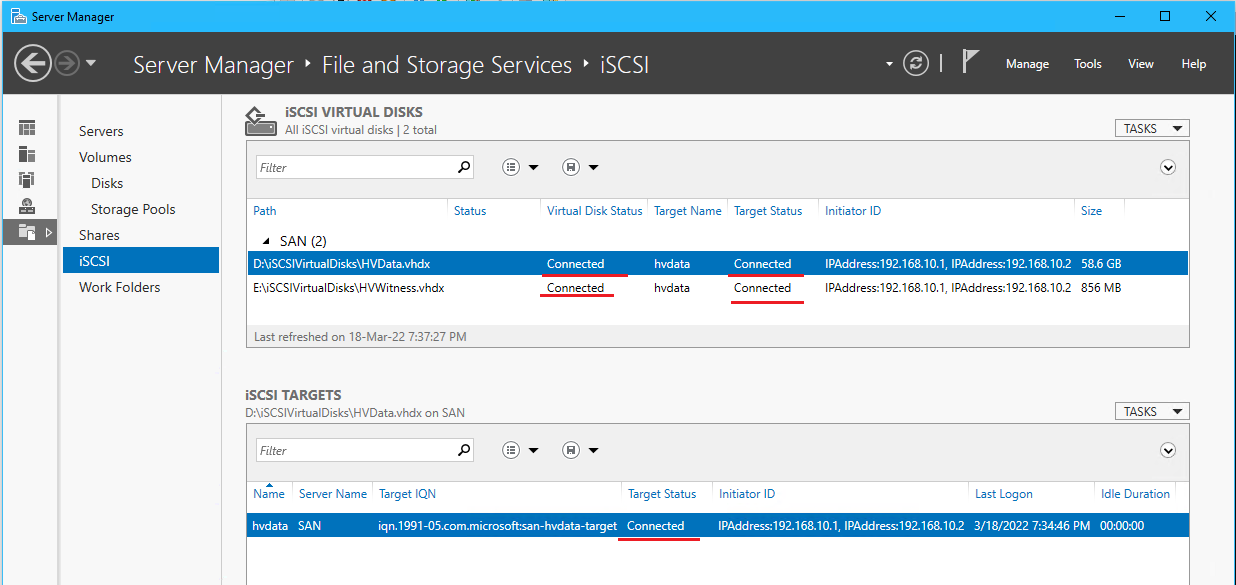 Server Manager
Server Manager ‣ File and Storage Services ‣ iSCSI
Manage Tools View Help
Servers
Volumes
Disks
Storage Pools
Shares
iSCSI
Work Folders
iSCSI VIRTUAL DISKS
All iSCSI virtual disks | 2 total
TASKS
Filter
Path Status Virtual Disk Status Target Name Target Status Initiator ID Size
SAN (2)
D:\iSCSIVirtualDisks\HVData.vhdx Connected hvdata Connected IPAddress:192.168.10.1, IPAddress:192.168.10.2 58.6 GB
E:\iSCSIVirtualDisks\HVWitness.vhdx Connected hvdata Connected IPAddress:192.168.10.1, IPAddress:192.168.10.2 856 MB
Last refreshed on 18-Mar-22 7:37:27 PM
iSCSI TARGETS
D:\iSCSIVirtualDisks\HVData.vhdx on SAN
TASKS
Filter
Name Server Name Target IQN Target Status Initiator ID Last Logon Idle Duration
hvdata SAN iqn.1991-05.com.microsoft:san-hvdata-target Connected IPAddress:192.168.10.1, IPAddress:192.168.10.2 3/18/2022 7:34:46 PM 00:00:00